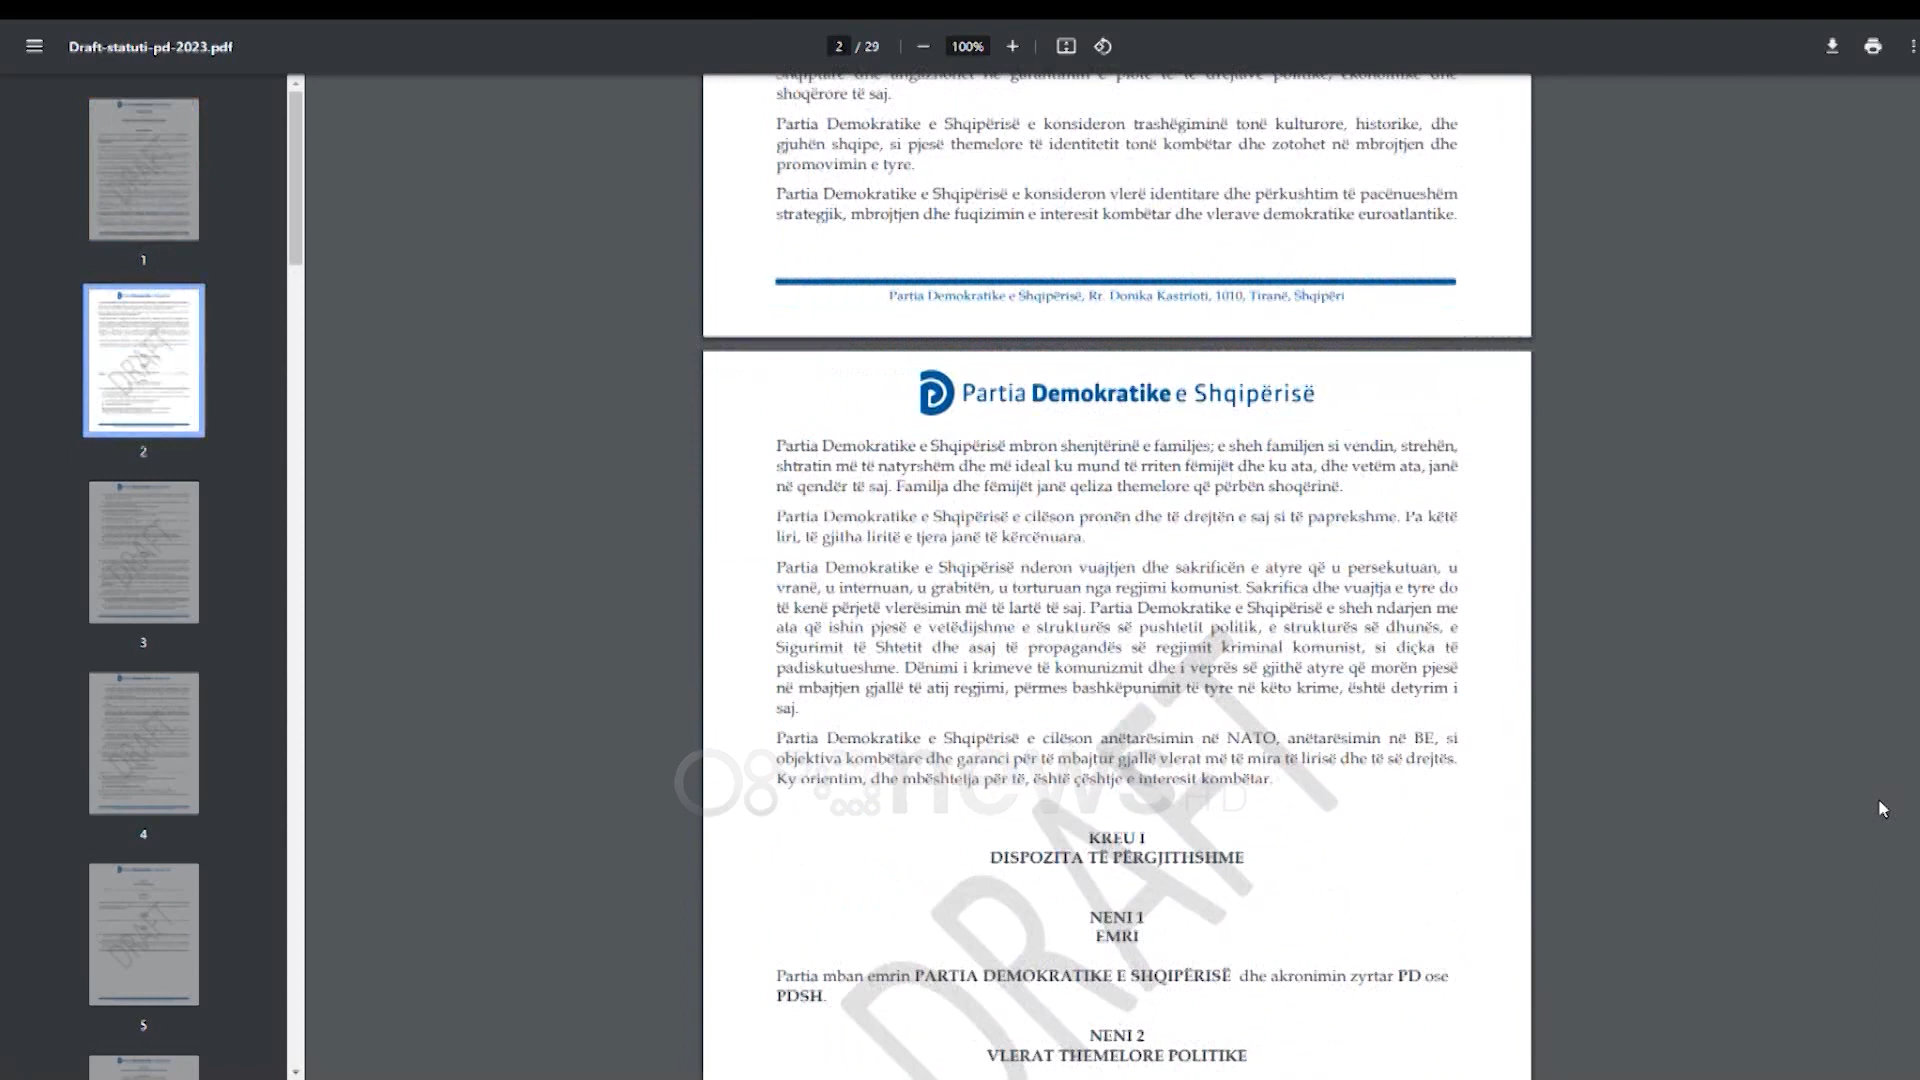 Draft-statuti-pd-2023.pdf
2 / 29
100%
1
2
3
4
5
shoqërore të saj.
Partia Demokratike e Shqipërisë e konsideron trashëgiminë tonë kulturore, historike, dhe
gjuhën shqipe, si pjesë themelore të identitetit tonë kombëtar dhe zotohet në mbrojtjen dhe
promovimin e tyre.
Partia Demokratike e Shqipërisë e konsideron vlerë identitare dhe përkushtim të pacënueshëm
strategjik, mbrojtjen dhe fuqizimin e interesit kombëtar dhe vlerave demokratike euroatlantike.
Partia Demokratike e Shqipërisë, Rr. Donika Kastrioti, 1010, Tiranë, Shqipëri
Partia Demokratike e Shqipërisë
Partia Demokratike e Shqipërisë mbron shenjtërinë e familjes; e sheh familjen si vendin, strehën,
shtratin më të natyrshëm dhe më ideal ku mund të rriten fëmijët dhe ku ata, dhe vetëm ata, janë
në qendër të saj. Familja dhe fëmijët janë qeliza themelore që përbën shoqërinë.
Partia Demokratike e Shqipërisë e cilëson pronën dhe të drejtën e saj si të paprekshme. Pa këtë
liri, të gjitha liritë e tjera janë të kërcënuara.
Partia Demokratike e Shqipërisë nderon vuajtjen dhe sakrificën e atyre që u persekutuan, u
vranë, u internuan, u grabitën, u torturuan nga regjimi komunist. Sakrifica dhe vuajtja e tyre do
të kenë përjetë vlerësimin më të lartë të saj. Partia Demokratike e Shqipërisë e sheh ndarjen me
ata që ishin pjesë e vetëdijshme e strukturës së pushtetit politik, e strukturës së dhunës, e
Sigurimit të Shtetit dhe asaj të propagandës së regjimit kriminal komunist, si diçka të
padiskutueshme. Dënimi i krimeve të komunizmit dhe i veprës së gjithë atyre që morën pjesë
në mbajtjen gjallë të atij regjimi, përmes bashkëpunimit të tyre në këto krime, është detyrim i
saj.
Partia Demokratike e Shqipërisë e cilëson anëtarësimin në NATO, anëtarësimin në BE, si
objektiva kombëtare dhe garanci për të mbajtur gjallë vlerat më të mira të lirisë dhe të së drejtës.
Ky orientim, dhe mbështetja për të, është çështje e interesit kombëtar.
news HD
KREU I
DISPOZITA TË PËRGJITHSHME
NENI 1
EMRI
Partia mban emrin PARTIA DEMOKRATIKE E SHQIPËRISË dhe akronimin zyrtar PD ose
PDSH.
NENI 2
VLERAT THEMELORE POLITIKE
DRAFT